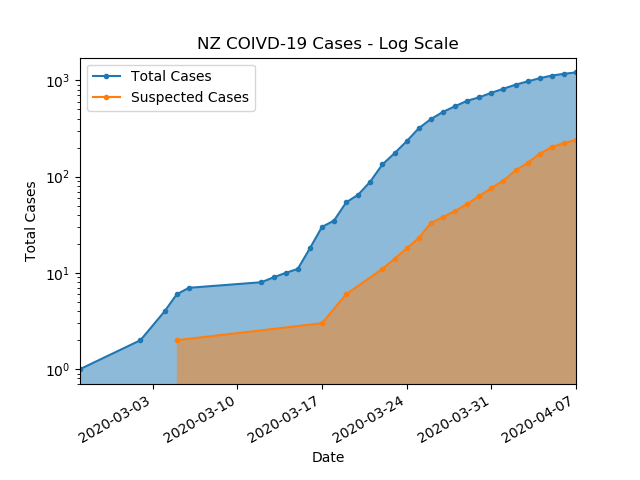 NZ COIVD-19 Cases - Log Scale
Total Cases
Suspected Cases
Total Cases
10³
10²
10¹
10⁰
2020-03-03
2020-03-10
2020-03-17
2020-03-24
2020-03-31
2020-04-07
Date